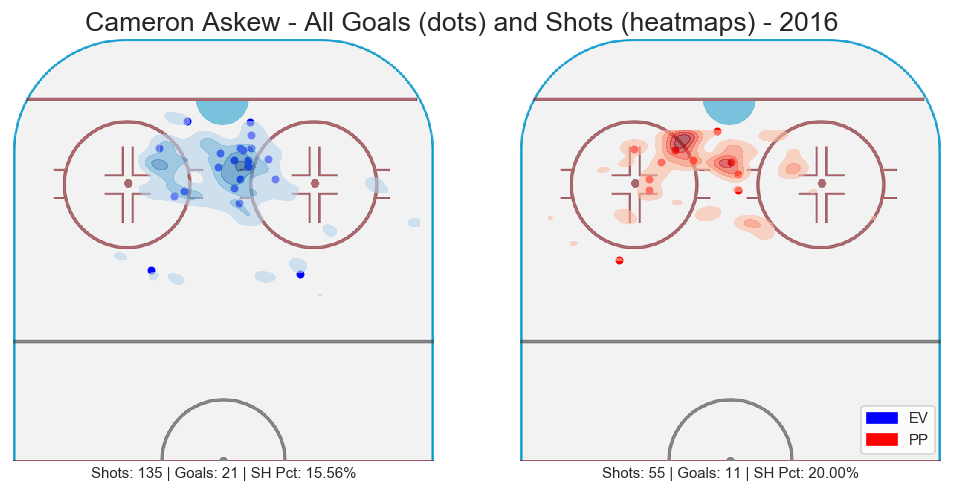 Cameron Askew - All Goals (dots) and Shots (heatmaps) - 2016
EV
PP
Shots: 135 | Goals: 21 | SH Pct: 15.56%
Shots: 55 | Goals: 11 | SH Pct: 20.00%